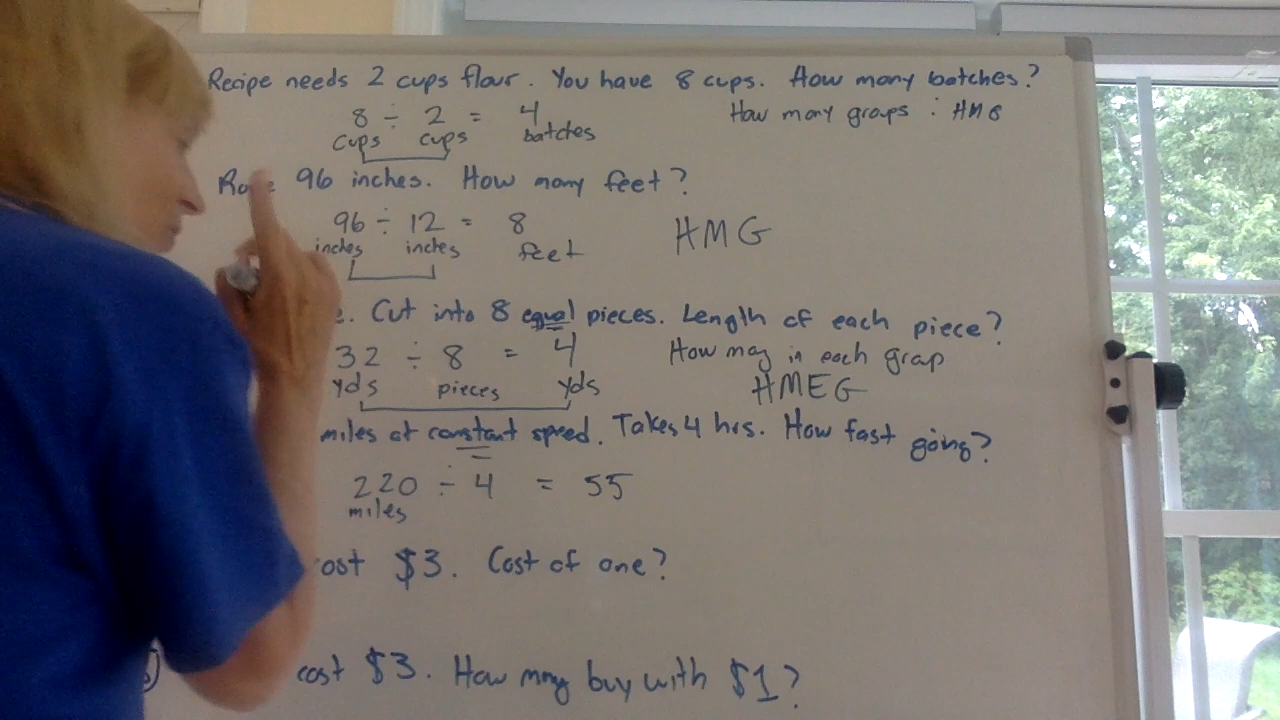 Recipe needs 2 cups flour. You have 8 cups. How many batches?
8 ÷ 2 = 4
cups cups batches
How many groups : HMG
96 inches. How many feet?
96 ÷ 12 = 8
inches inches feet
HMG
Cut into 8 equal pieces. Length of each piece?
32 ÷ 8 = 4
yds pieces yds
How may in each grap
HMEG
miles at constant speed. Takes 4 hrs. How fast going?
220 ÷ 4 = 55
miles
cost $3. Cost of one?
cost $3. How many buy with $1?